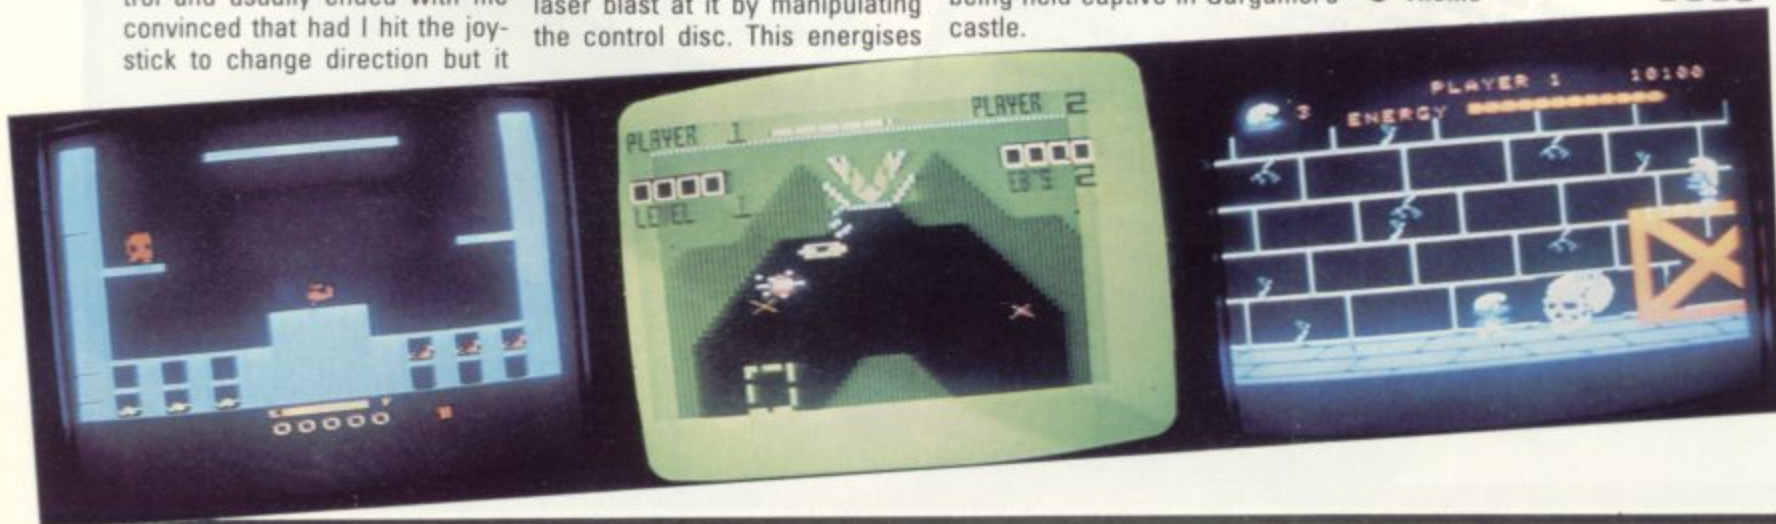 convinced that had I hit the joy-
stick to change direction but it
laser blast at it by manipulating
the control disc. This energises
castle.
PLAYER 1
PLAYER 2
LEVEL 1
EB'S 2
PLAYER 1 10100
3 ENERGY